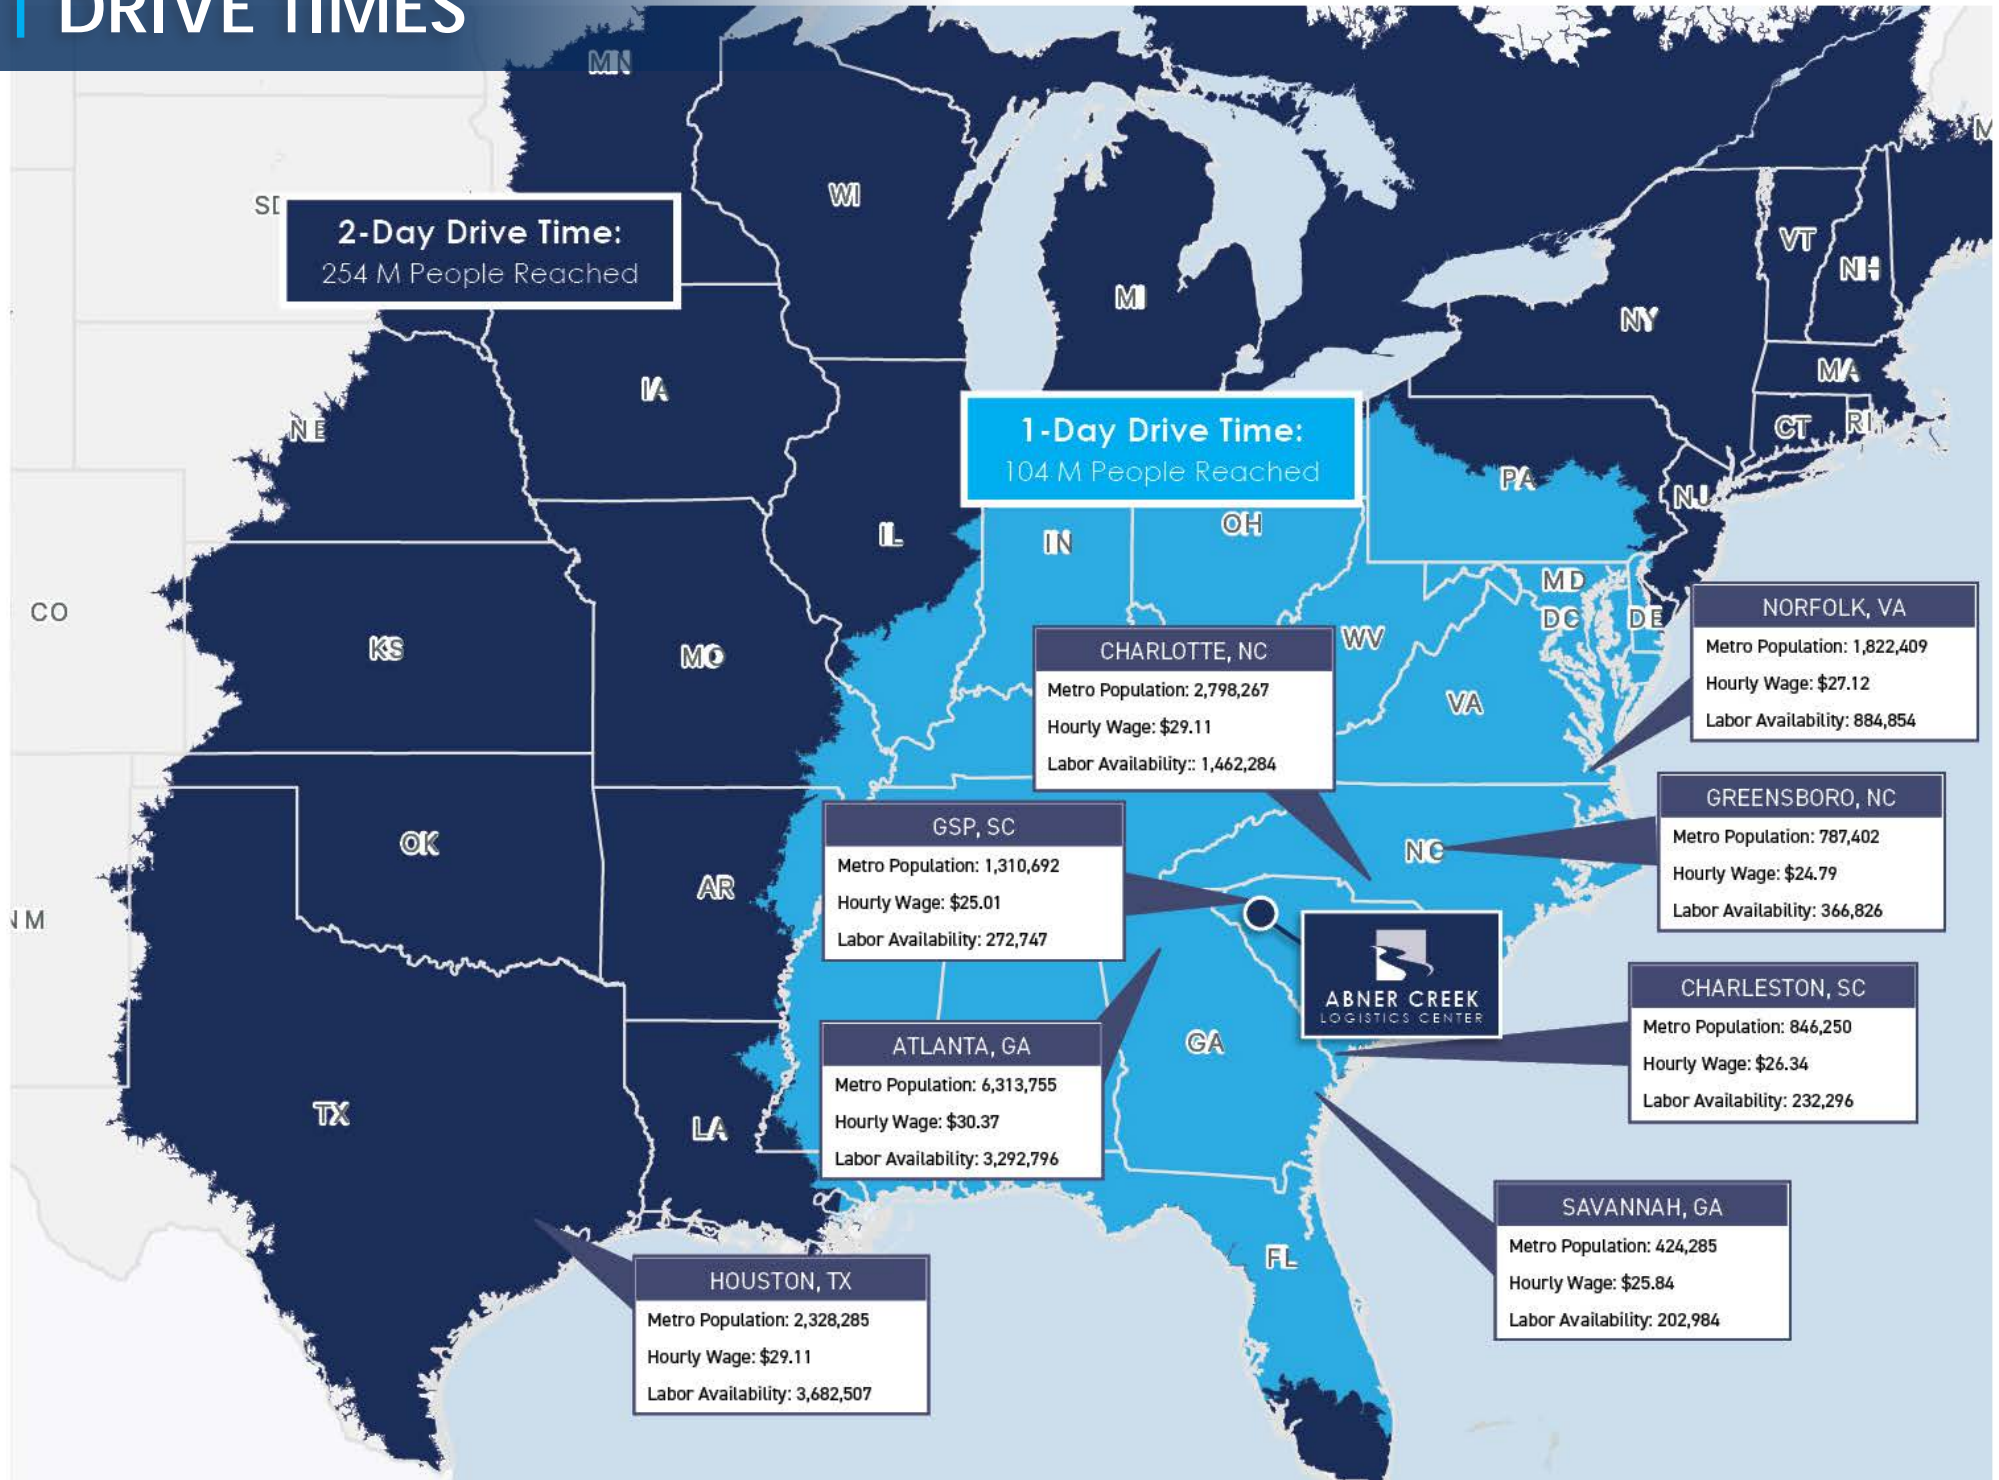 DRIVE TIMES
MN
SD
WI
VT
NH
2-Day Drive Time:
254 M People Reached
MI
NY
IA
MA
NE
CT
RI
1-Day Drive Time:
104 M People Reached
PA
NJ
IL
IN
OH
MD
DC
DE
CO
KS
MO
WV
VA
NORFOLK, VA
Metro Population: 1,822,409
Hourly Wage: $27.12
Labor Availability: 884,854
CHARLOTTE, NC
Metro Population: 2,798,267
Hourly Wage: $29.11
Labor Availability:: 1,462,284
GREENSBORO, NC
Metro Population: 787,402
Hourly Wage: $24.79
Labor Availability: 366,826
GSP, SC
Metro Population: 1,310,692
Hourly Wage: $25.01
Labor Availability: 272,747
OK
AR
NC
NM
ABNER CREEK
LOGISTICS CENTER
CHARLESTON, SC
Metro Population: 846,250
Hourly Wage: $26.34
Labor Availability: 232,296
ATLANTA, GA
Metro Population: 6,313,755
Hourly Wage: $30.37
Labor Availability: 3,292,796
GA
TX
LA
SAVANNAH, GA
Metro Population: 424,285
Hourly Wage: $25.84
Labor Availability: 202,984
FL
HOUSTON, TX
Metro Population: 2,328,285
Hourly Wage: $29.11
Labor Availability: 3,682,507